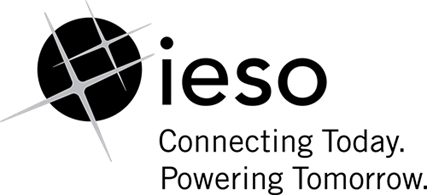 ieso
Connecting Today.
Powering Tomorrow.